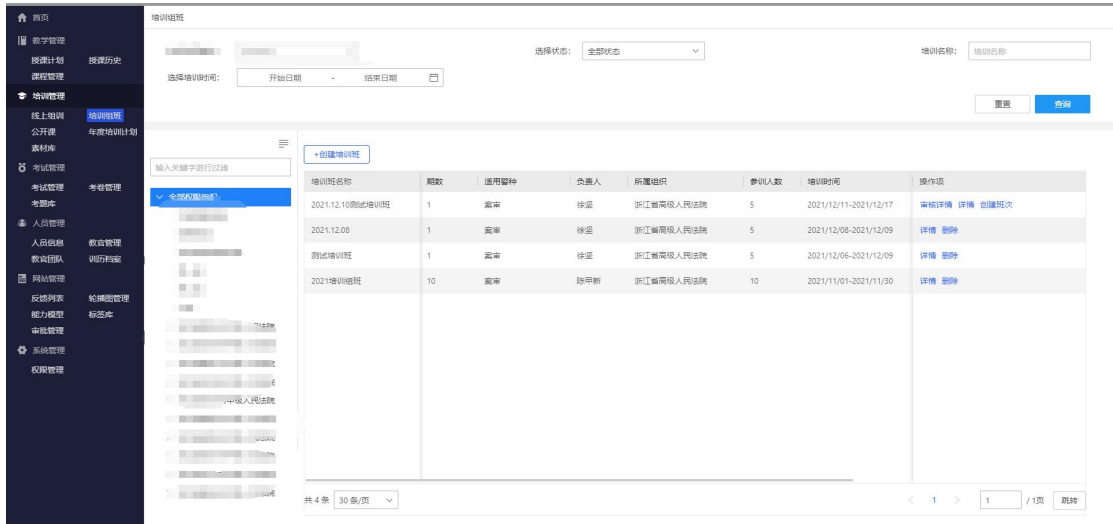 首页
教学管理
授课计划 授课历史
课程管理
培训管理
线上培训 培训组班
公开课 年度培训计划
素材库
考试管理
考试管理 考卷管理
考题库
人员管理
人员信息 教官管理
教官团队 训历档案
网站管理
反馈列表 轮播图管理
能力模型 标签库
审批管理
系统管理
权限管理
培训组班
选择状态: 全部状态
培训名称: 培训名称
选择培训时间: 开始日期 - 结束日期
重置 查询
输入关键字进行过滤
全部权限组织
法院
中级人民法院
+创建培训班
培训班名称 期数 适用警种 负责人 所属组织 参训人数 培训时间 操作项
2021.12.10测试培训班 1 案审 徐坚 浙江省高级人民法院 5 2021/12/11-2021/12/17 审核详情 详情 创建班次
2021.12.08 1 案审 徐坚 浙江省高级人民法院 5 2021/12/08-2021/12/09 详情 删除
测试培训班 1 案审 徐坚 浙江省高级人民法院 5 2021/12/06-2021/12/09 详情 删除
2021培训组班 10 案审 陈甲新 浙江省高级人民法院 10 2021/11/01-2021/11/30 详情 删除
共 4 条 30 条/页
< 1 > 1 / 1页 跳转